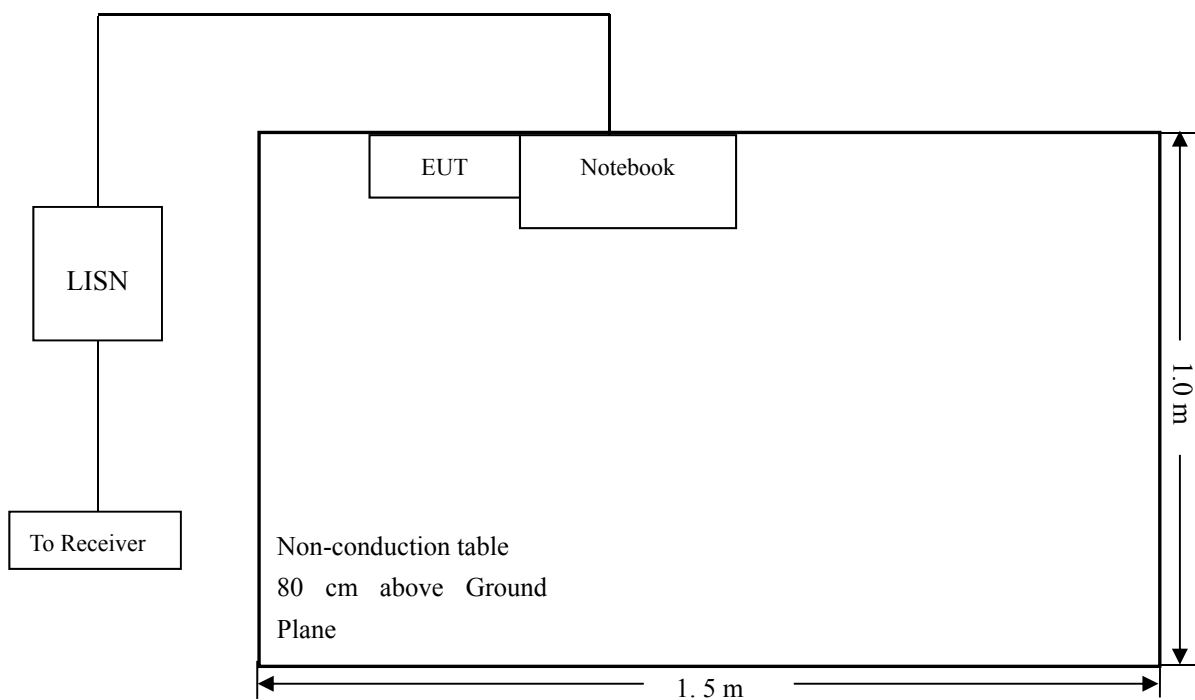 EUT
Notebook
LISN
1.0 m
To Receiver
Non-conduction table
80 cm above Ground
Plane
1. 5 m